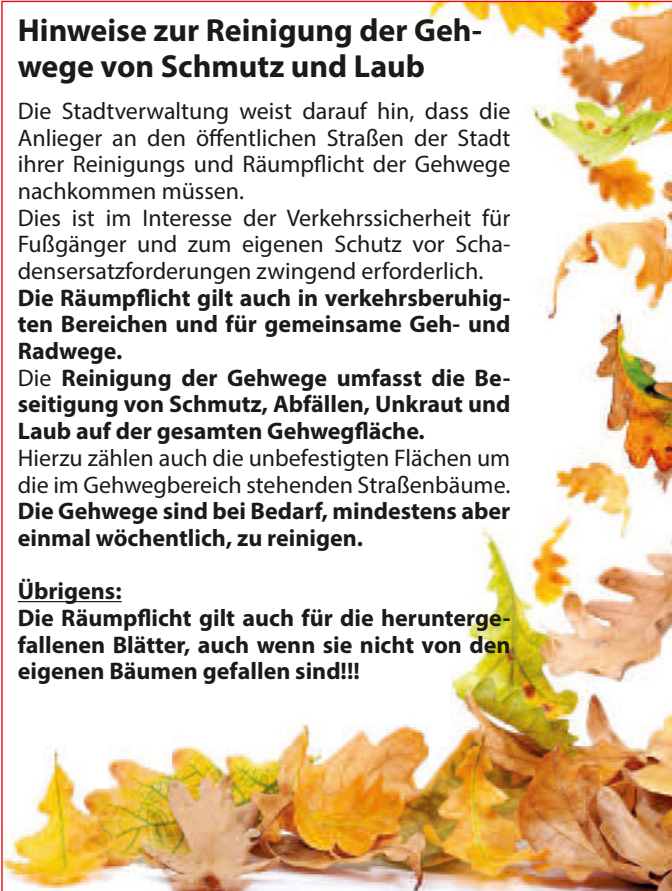 Hinweise zur Reinigung der Geh-
wege von Schmutz und Laub
Die Stadtverwaltung weist darauf hin, dass die
Anlieger an den öffentlichen Straßen der Stadt
ihrer Reinigungs und Räumpflicht der Gehwege
nachkommen müssen.
Dies ist im Interesse der Verkehrssicherheit für
Fußgänger und zum eigenen Schutz vor Scha-
densersatzforderungen zwingend erforderlich.
Die Räumpflicht gilt auch in verkehrsberuhig-
ten Bereichen und für gemeinsame Geh- und
Radwege.
Die Reinigung der Gehwege umfasst die Be-
seitigung von Schmutz, Abfällen, Unkraut und
Laub auf der gesamten Gehwegfläche.
Hierzu zählen auch die unbefestigten Flächen um
die im Gehwegbereich stehenden Straßenbäume.
Die Gehwege sind bei Bedarf, mindestens aber
einmal wöchentlich, zu reinigen.
Übrigens:
Die Räumpflicht gilt auch für die herunterge-
fallenen Blätter, auch wenn sie nicht von den
eigenen Bäumen gefallen sind!!!